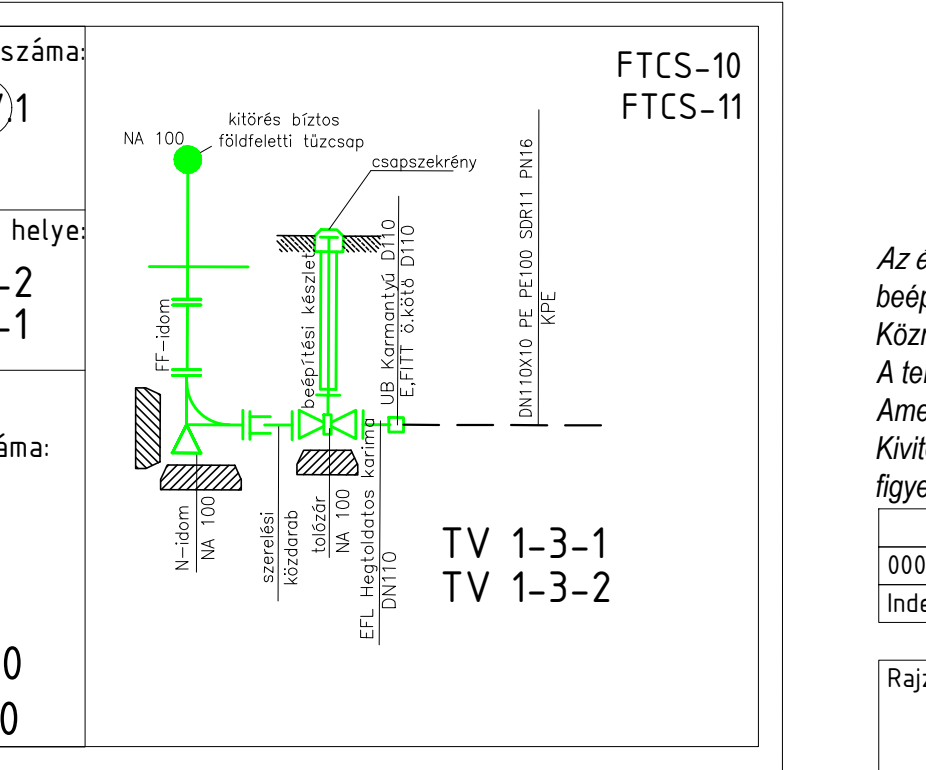 száma:
.1
helye:
-2
-1
áma:
0
0
FTCS-10
FTCS-11
kitörés bíztos
földfeletti tűzcsap
NA 100
csapszekrény
FF-idom
beépítési készlet
UB Karmantyú D110
E,FITT ö.kötő D110
DN110X10 PE PE100 SDR11 PN16
KPE
N-idom
NA 100
szerelési
közdarab
tolózár
NA 100
EFL Hegtoldatos karima
DN110
TV 1-3-1
TV 1-3-2
Az é
beép
Közm
A te
Ame
Kivit
figye
000
Inde
Rajz